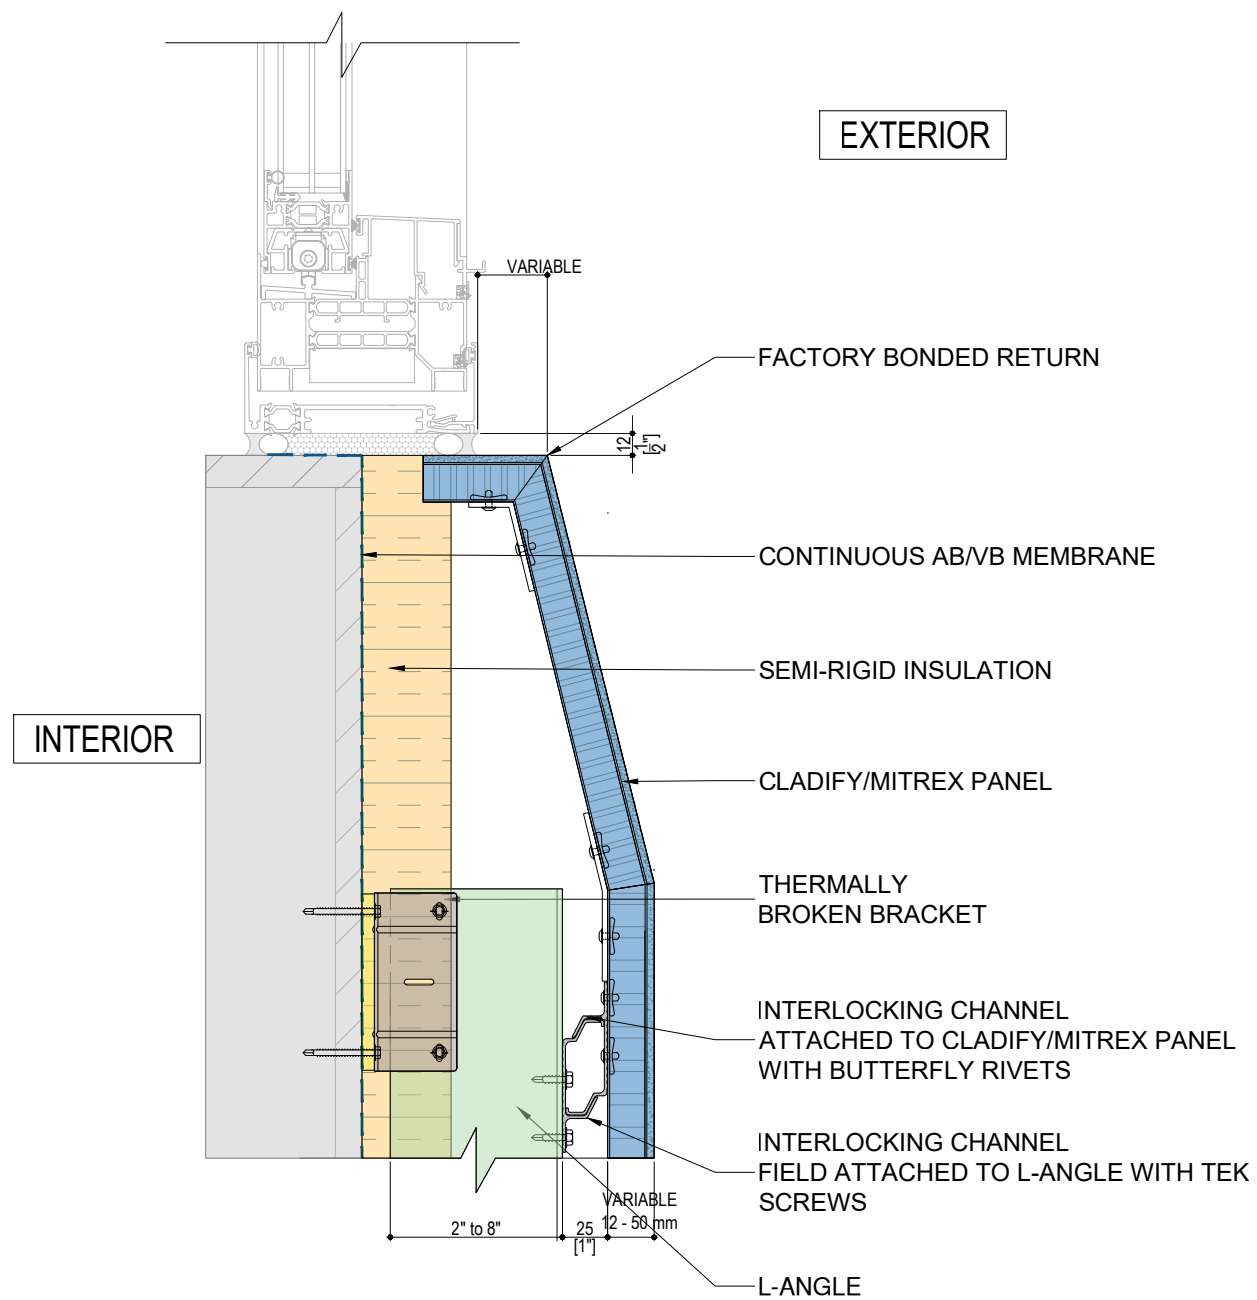 EXTERIOR
VARIABLE
FACTORY BONDED RETURN
12
[1/2"]
CONTINUOUS AB/VB MEMBRANE
SEMI-RIGID INSULATION
INTERIOR
CLADIFY/MITREX PANEL
THERMALLY
BROKEN BRACKET
INTERLOCKING CHANNEL
ATTACHED TO CLADIFY/MITREX PANEL
WITH BUTTERFLY RIVETS
INTERLOCKING CHANNEL
FIELD ATTACHED TO L-ANGLE WITH TEK
SCREWS
VARIABLE
12 - 50 mm
2" to 8"
25
[1"]
L-ANGLE